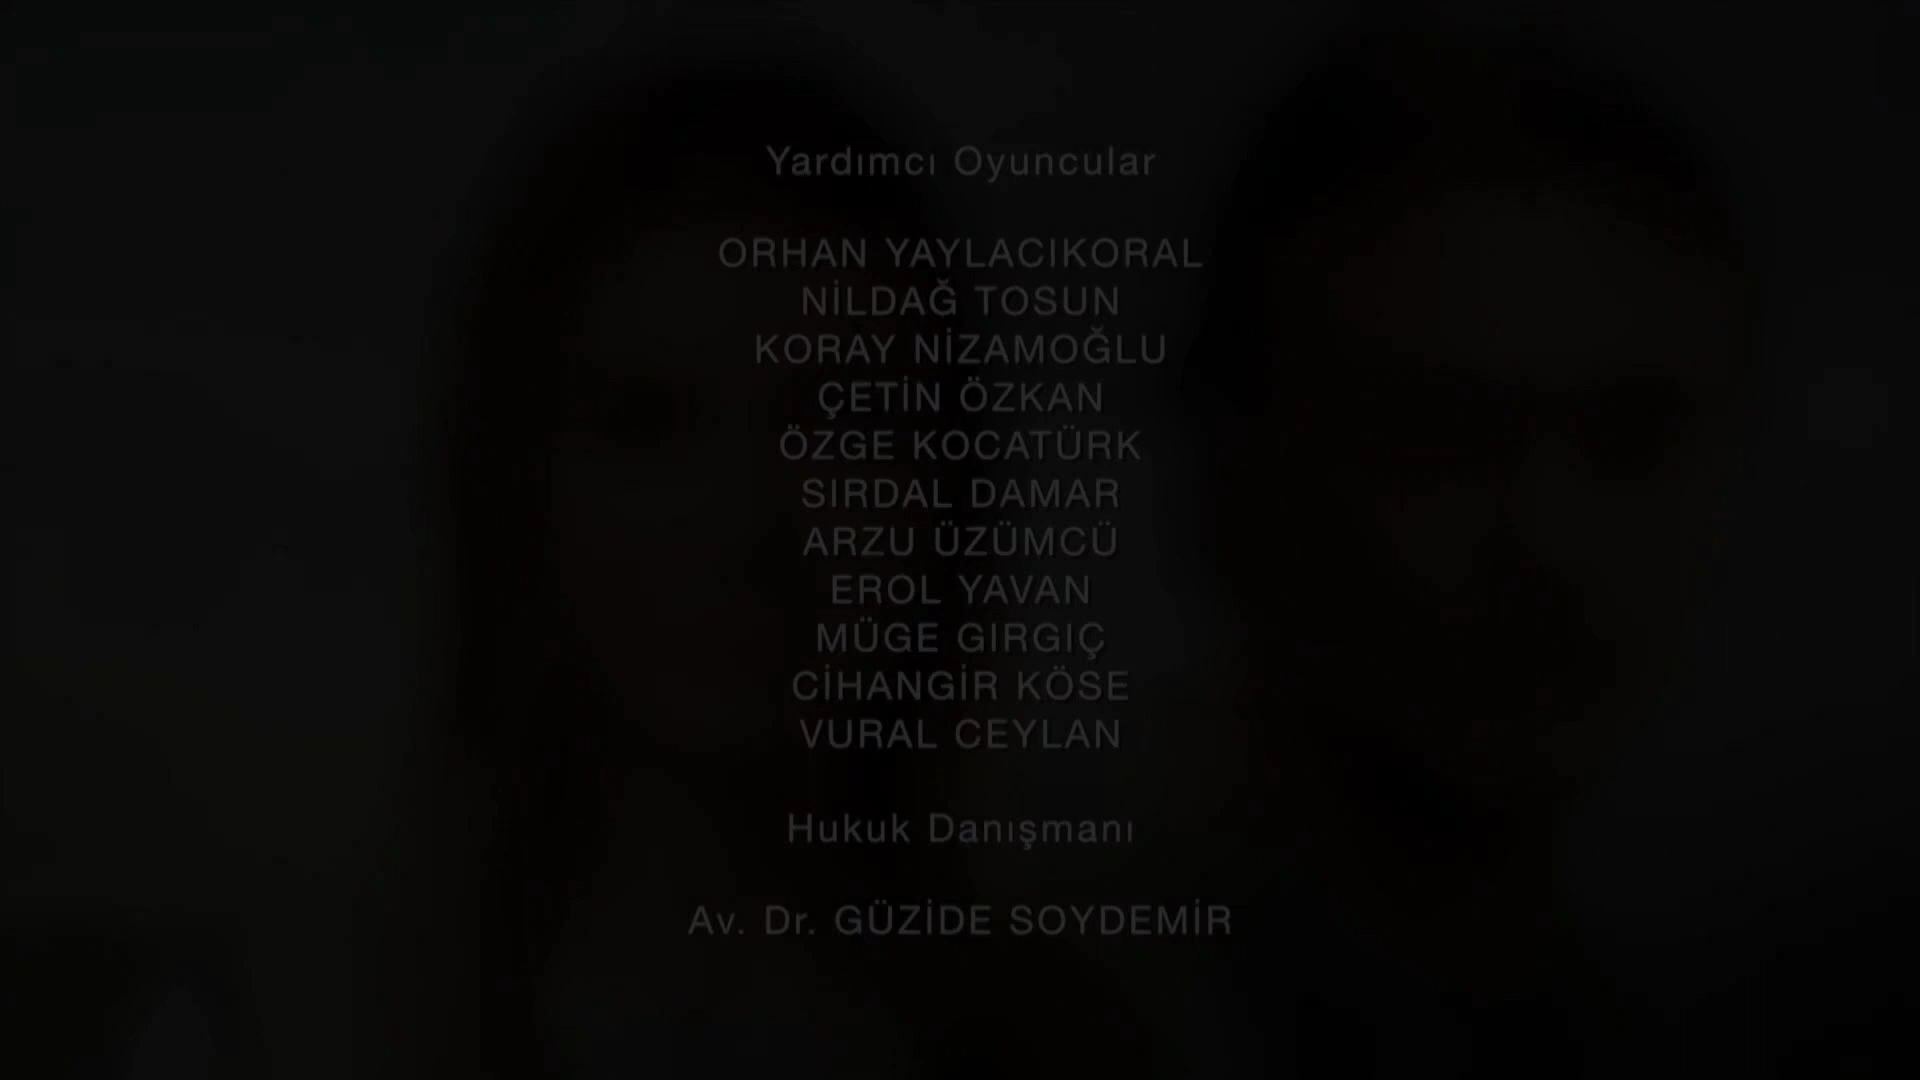 Yardımcı Oyuncular
ORHAN YAYLACIKORAL
NİLDAĞ TOSUN
KORAY NİZAMOĞLU
ÇETİN ÖZKAN
ÖZGE KOCATÜRK
SIRDAL DAMAR
ARZU ÜZÜMCÜ
EROL YAVAN
MÜGE GIRGIÇ
CİHANGİR KÖSE
VURAL CEYLAN
Hukuk Danışmanı
Av. Dr. GÜZİDE SOYDEMİR